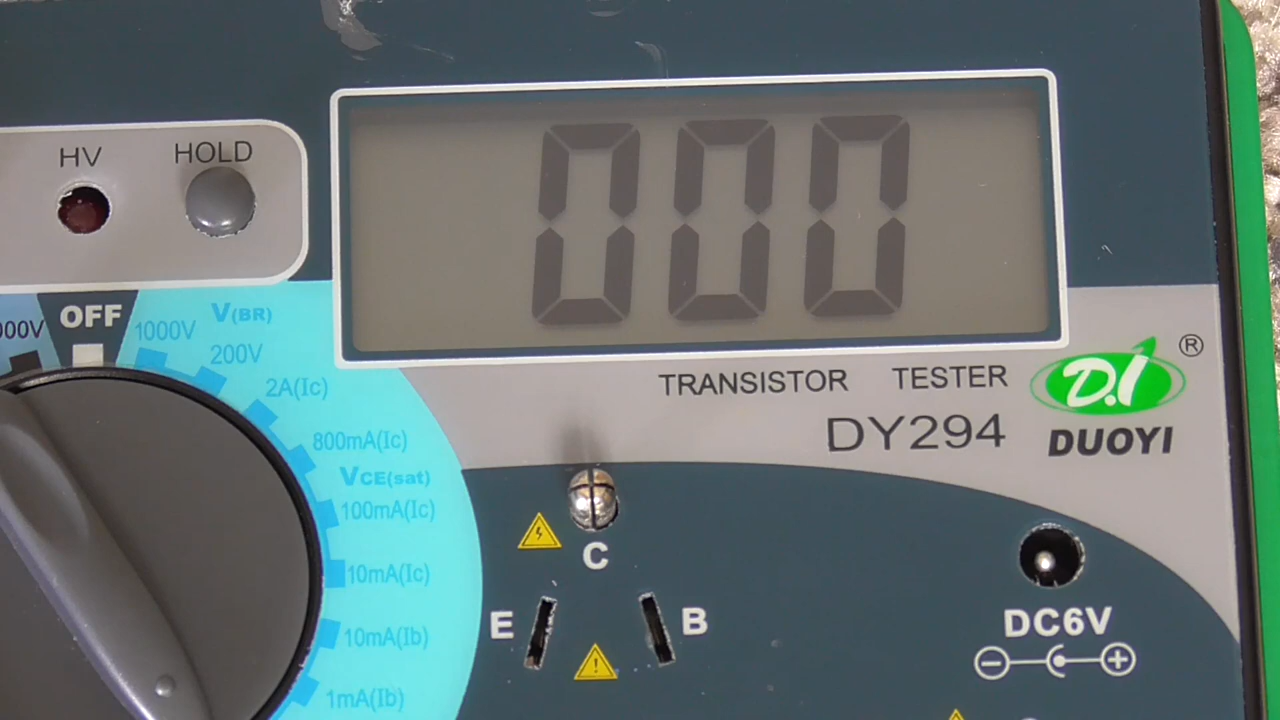 000
HV
HOLD
000V
OFF
1000V
V(BR)
200V
2A(Ic)
800mA(Ic)
VCE(sat)
100mA(Ic)
10mA(Ic)
10mA(Ib)
1mA(Ib)
TRANSISTOR TESTER
DY294
D.I
®
DUOYI
C
E
B
DC6V